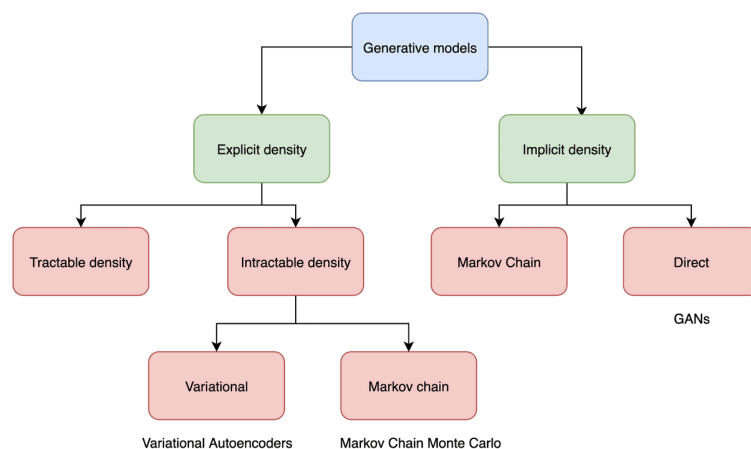 Generative models
Explicit density
Implicit density
Tractable density
Intractable density
Markov Chain
Direct
GANs
Variational
Markov chain
Variational Autoencoders
Markov Chain Monte Carlo